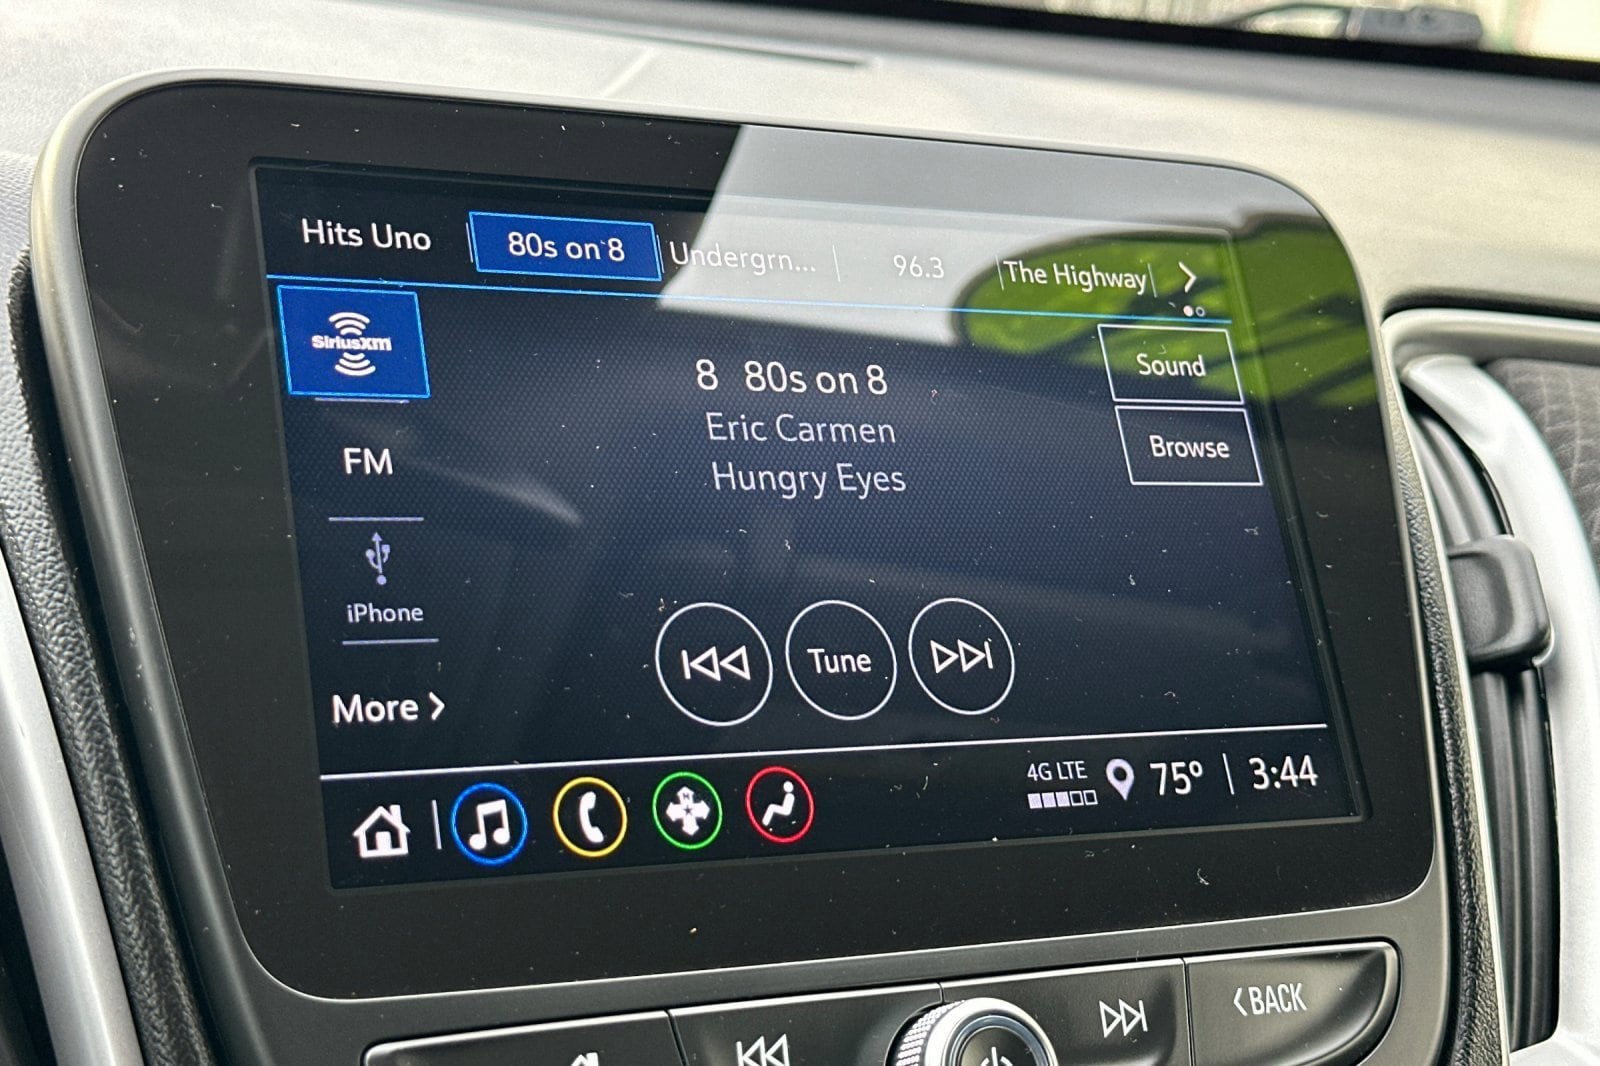 Hits Uno
80s on 8
Undergrn...
96.3
The Highway
SiriusXM
8 80s on 8
Eric Carmen
Hungry Eyes
Sound
Browse
FM
iPhone
More
Tune
N
4G LTE
75°
3:44
BACK